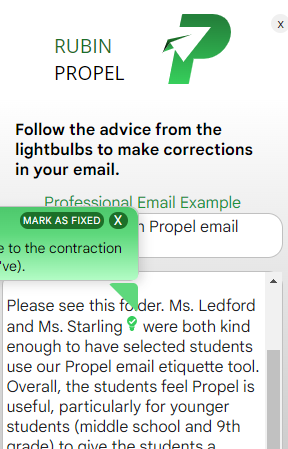 x
RUBIN
PROPEL
Follow the advice from the
lightbulbs to make corrections
in your email.
Professional Email Example
MARK AS FIXED X
e to the contraction
've).
Propel email
Please see this folder. Ms. Ledford
and Ms. Starling were both kind
enough to have selected students
use our Propel email etiquette tool.
Overall, the students feel Propel is
useful, particularly for younger
students (middle school and 9th
grade) to give the students a